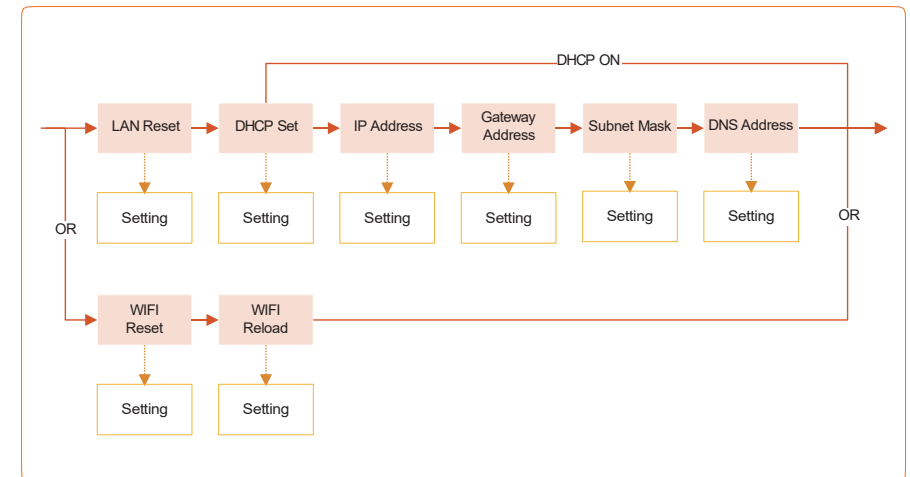 DHCP ON
LAN Reset
DHCP Set
IP Address
Gateway
Address
Subnet Mask
DNS Address
Setting
Setting
Setting
Setting
Setting
Setting
OR
OR
WIFI
Reset
WIFI
Reload
Setting
Setting